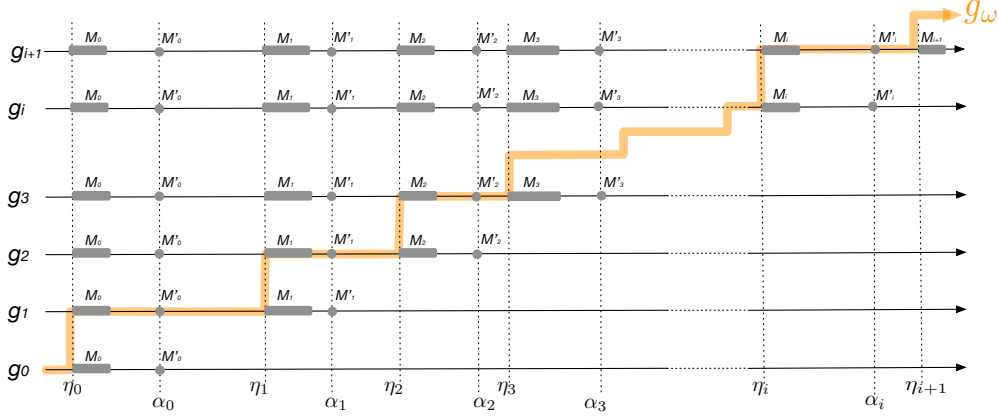 g_ω
M₀ M'₀ M₁ M'₁ M₂ M'₂ M₃ M'₃ Mᵢ M'ᵢ Mᵢ₊₁
gᵢ₊₁
M₀ M'₀ M₁ M'₁ M₂ M'₂ M₃ M'₃ Mᵢ M'ᵢ
gᵢ
M₀ M'₀ M₁ M'₁ M₂ M'₂ M₃ M'₃
g₃
M₀ M'₀ M₁ M'₁ M₂ M'₂
g₂
M₀ M'₀ M₁ M'₁
g₁
M₀ M'₀
g₀
η₀ η₁ η₂ η₃ ηᵢ ηᵢ₊₁
α₀ α₁ α₂ α₃ αᵢ